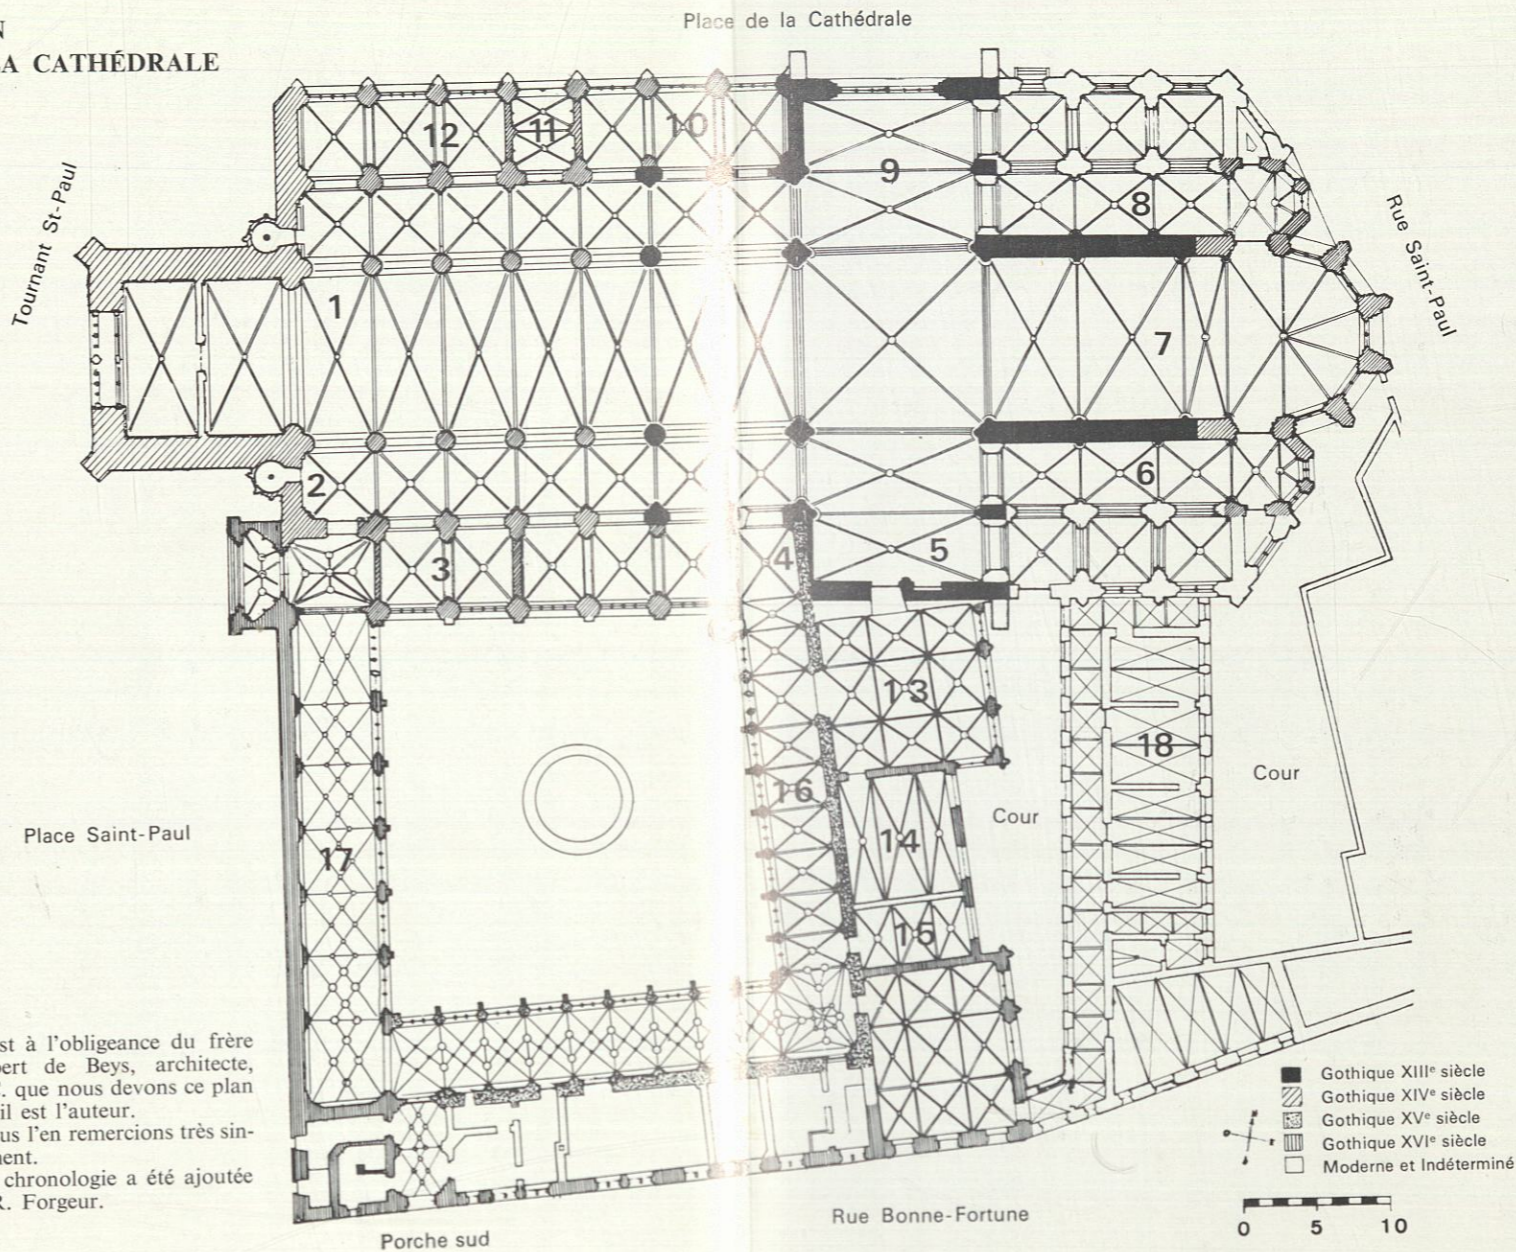 LA CATHÉDRALE
Place de la Cathédrale
Tournant St-Paul
Rue Saint-Paul
12
11
10
9
8
1
7
2
6
3
4
5
13
18
Cour
16
Cour
14
Place Saint-Paul
17
15
est à l'obligeance du frère
de Beys, architecte,
que nous devons ce plan
il est l'auteur.
l'en remercions très sin-
chronologie a été ajoutée
R. Forgeur.
Gothique XIIIe siècle
Gothique XIVe siècle
Gothique XVe siècle
Gothique XVIe siècle
Moderne et Indéterminé
0 5 10
Rue Bonne-Fortune
Porche sud